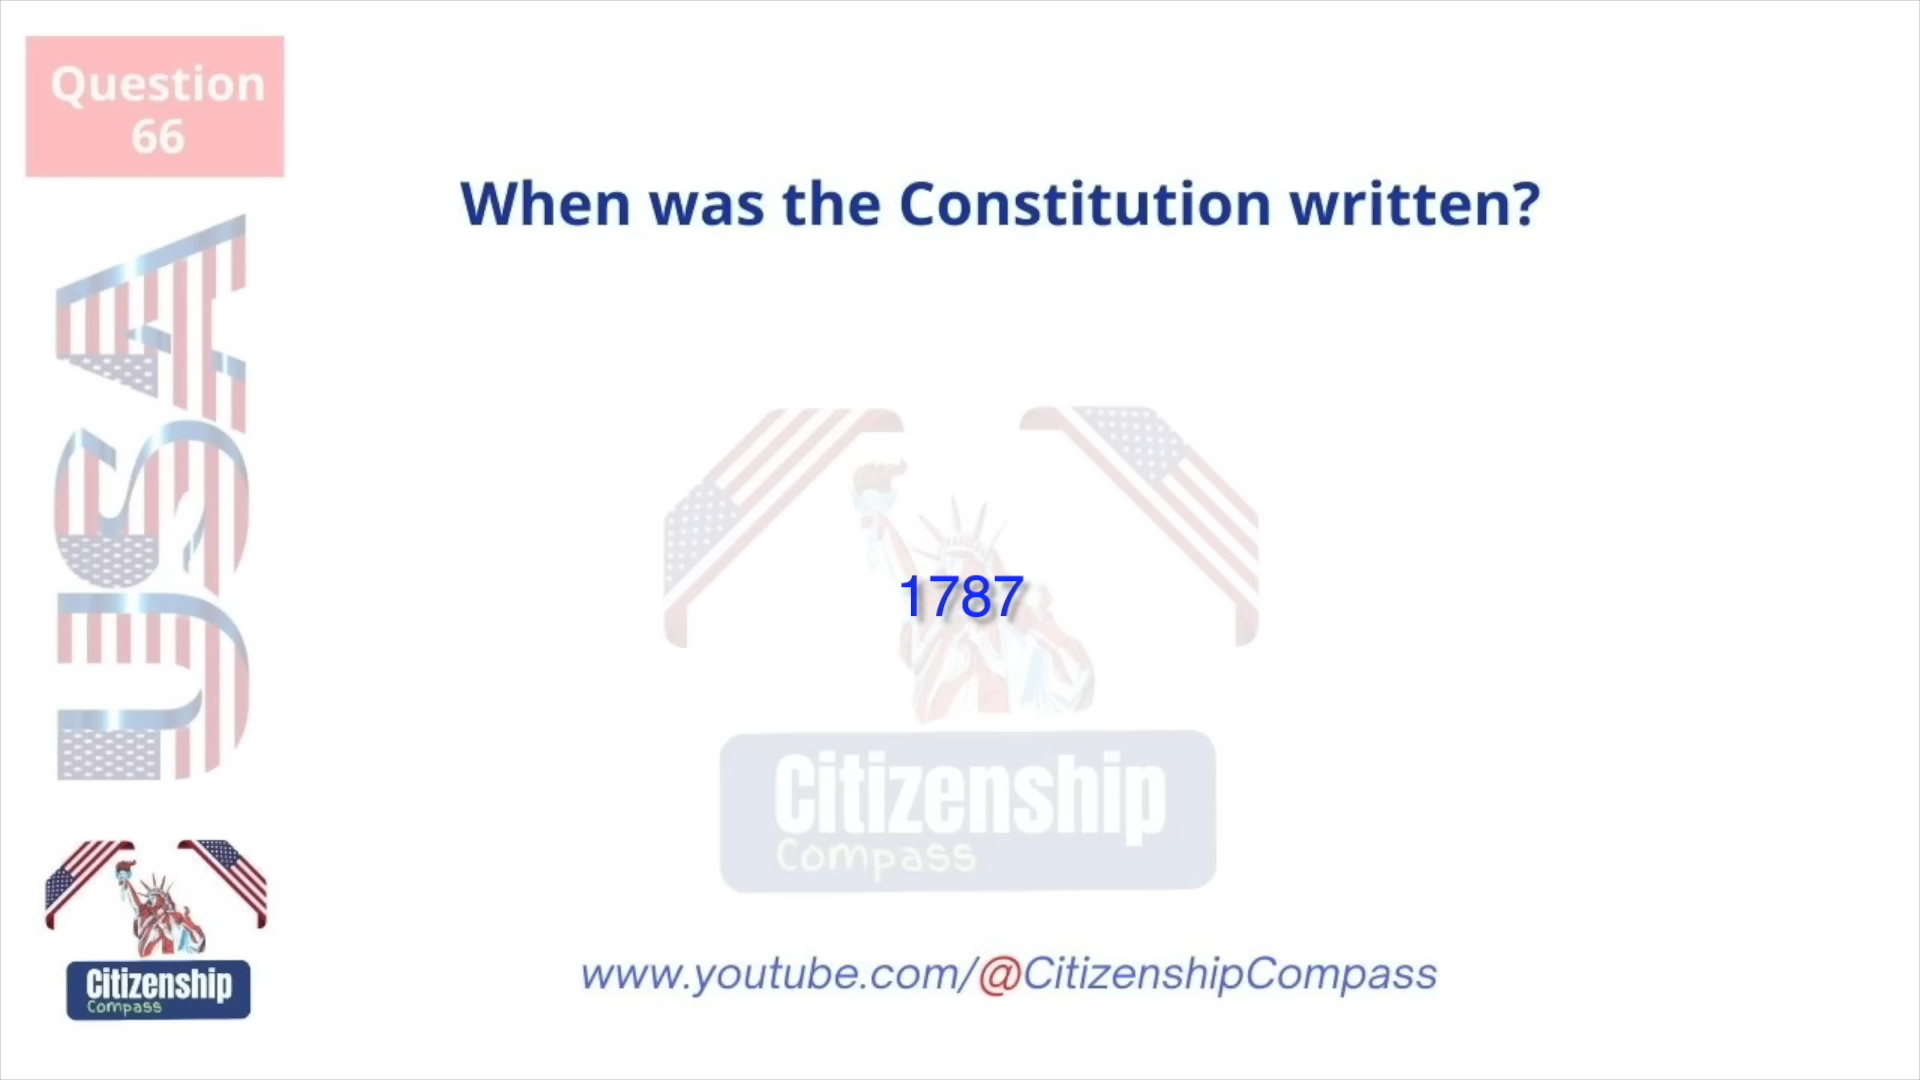 Question
66
When was the Constitution written?
1787
Citizenship
Compass
Citizenship
Compass
USA
www.youtube.com/@CitizenshipCompass